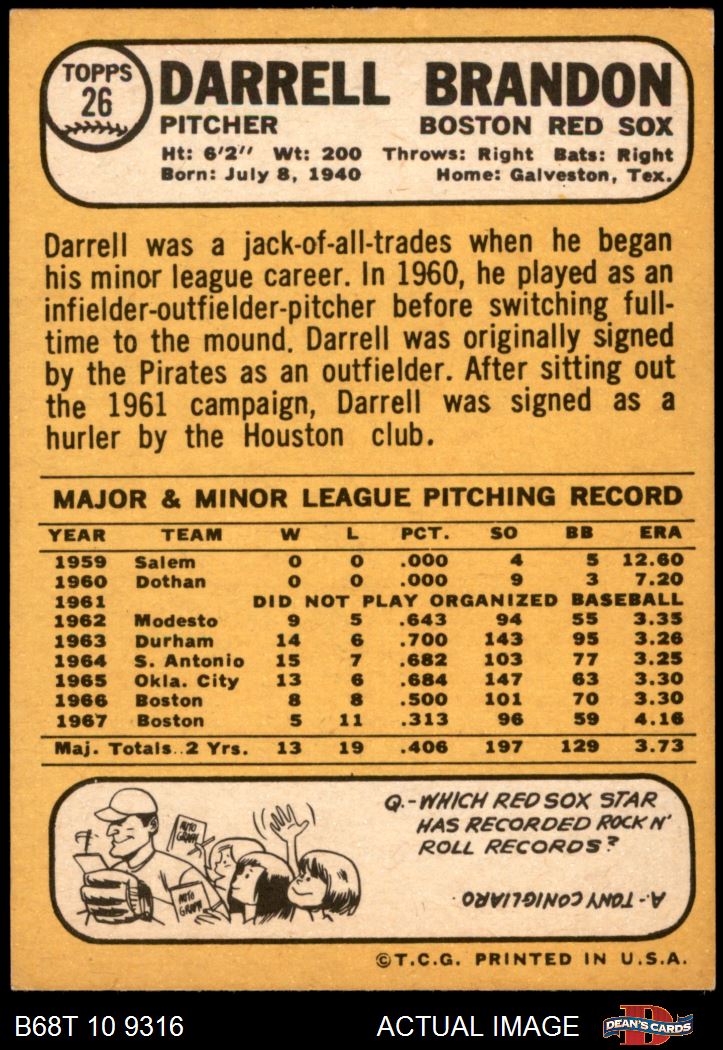 TOPPS
26
DARRELL BRANDON
PITCHER BOSTON RED SOX
Ht: 6'2" Wt: 200 Throws: Right Bats: Right
Born: July 8, 1940 Home: Galveston, Tex.
Darrell was a jack-of-all-trades when he began
his minor league career. In 1960, he played as an
infielder-outfielder-pitcher before switching full-
time to the mound. Darrell was originally signed
by the Pirates as an outfielder. After sitting out
the 1961 campaign, Darrell was signed as a
hurler by the Houston club.
MAJOR & MINOR LEAGUE PITCHING RECORD
YEAR TEAM W L PCT. SO BB ERA
1959 Salem 0 0 .000 4 5 12.60
1960 Dothan 0 0 .000 9 3 7.20
1961 DID NOT PLAY ORGANIZED BASEBALL
1962 Modesto 9 5 .643 94 55 3.35
1963 Durham 14 6 .700 143 95 3.26
1964 S. Antonio 15 7 .682 103 77 3.25
1965 Okla. City 13 6 .684 147 63 3.30
1966 Boston 8 8 .500 101 70 3.30
1967 Boston 5 11 .313 96 59 4.16
Maj. Totals..2 Yrs. 13 19 .406 197 129 3.73
AUTO
GRAPH
AUTO
GRAPH
Q.-WHICH RED SOX STAR
HAS RECORDED ROCK N'
ROLL RECORDS?
A.- TONY CONIGLIARO
©T.C.G. PRINTED IN U.S.A.
B68T 10 9316 ACTUAL IMAGE
D
DEAN'S CARDS